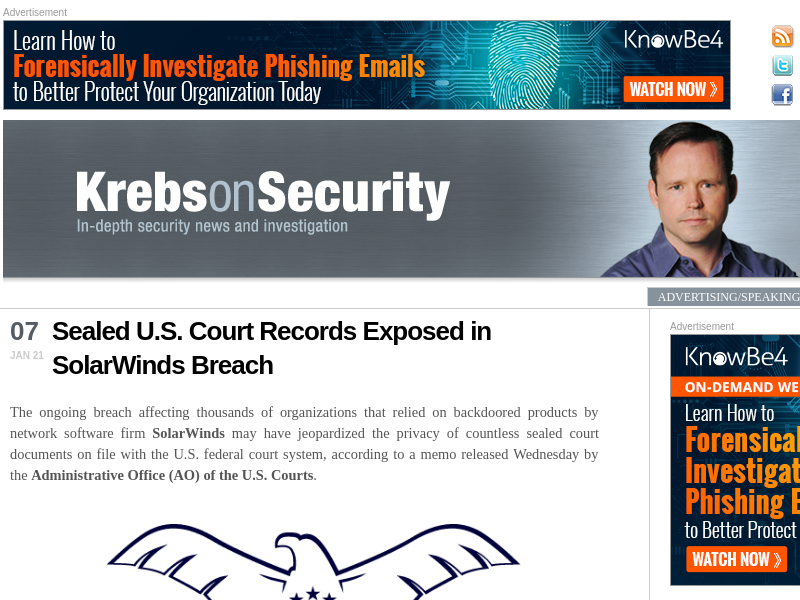 Advertisement
Learn How to
Forensically Investigate Phishing Emails
to Better Protect Your Organization Today
KnowBe4
WATCH NOW ⟩⟩
KrebsonSecurity
In-depth security news and investigation
ADVERTISING/SPEAKING
07
JAN 21
Sealed U.S. Court Records Exposed in
SolarWinds Breach
The ongoing breach affecting thousands of organizations that relied on backdoored products by
network software firm SolarWinds may have jeopardized the privacy of countless sealed court
documents on file with the U.S. federal court system, according to a memo released Wednesday by
the Administrative Office (AO) of the U.S. Courts.
Advertisement
KnowBe4
ON-DEMAND WE
Learn How to
Forensical
Investigat
Phishing E
to Better Protect
WATCH NOW ⟩⟩